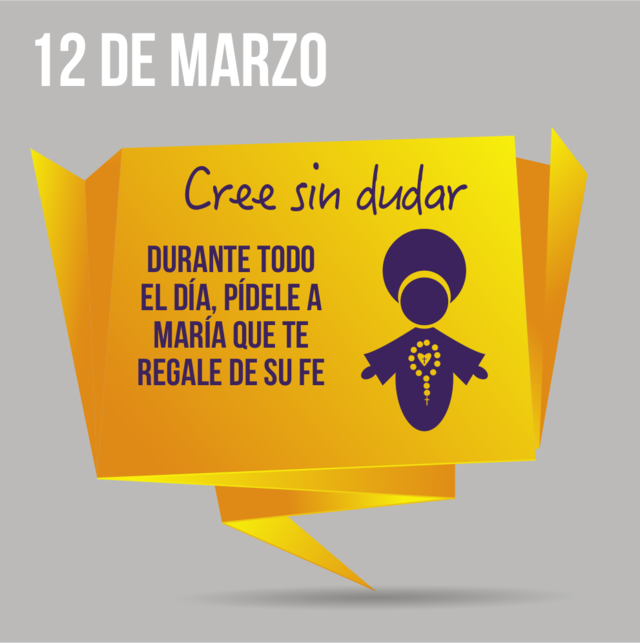 12 DE MARZO
Cree sin dudar
DURANTE TODO
EL DÍA, PÍDELE A
MARÍA QUE TE
REGALE DE SU FE